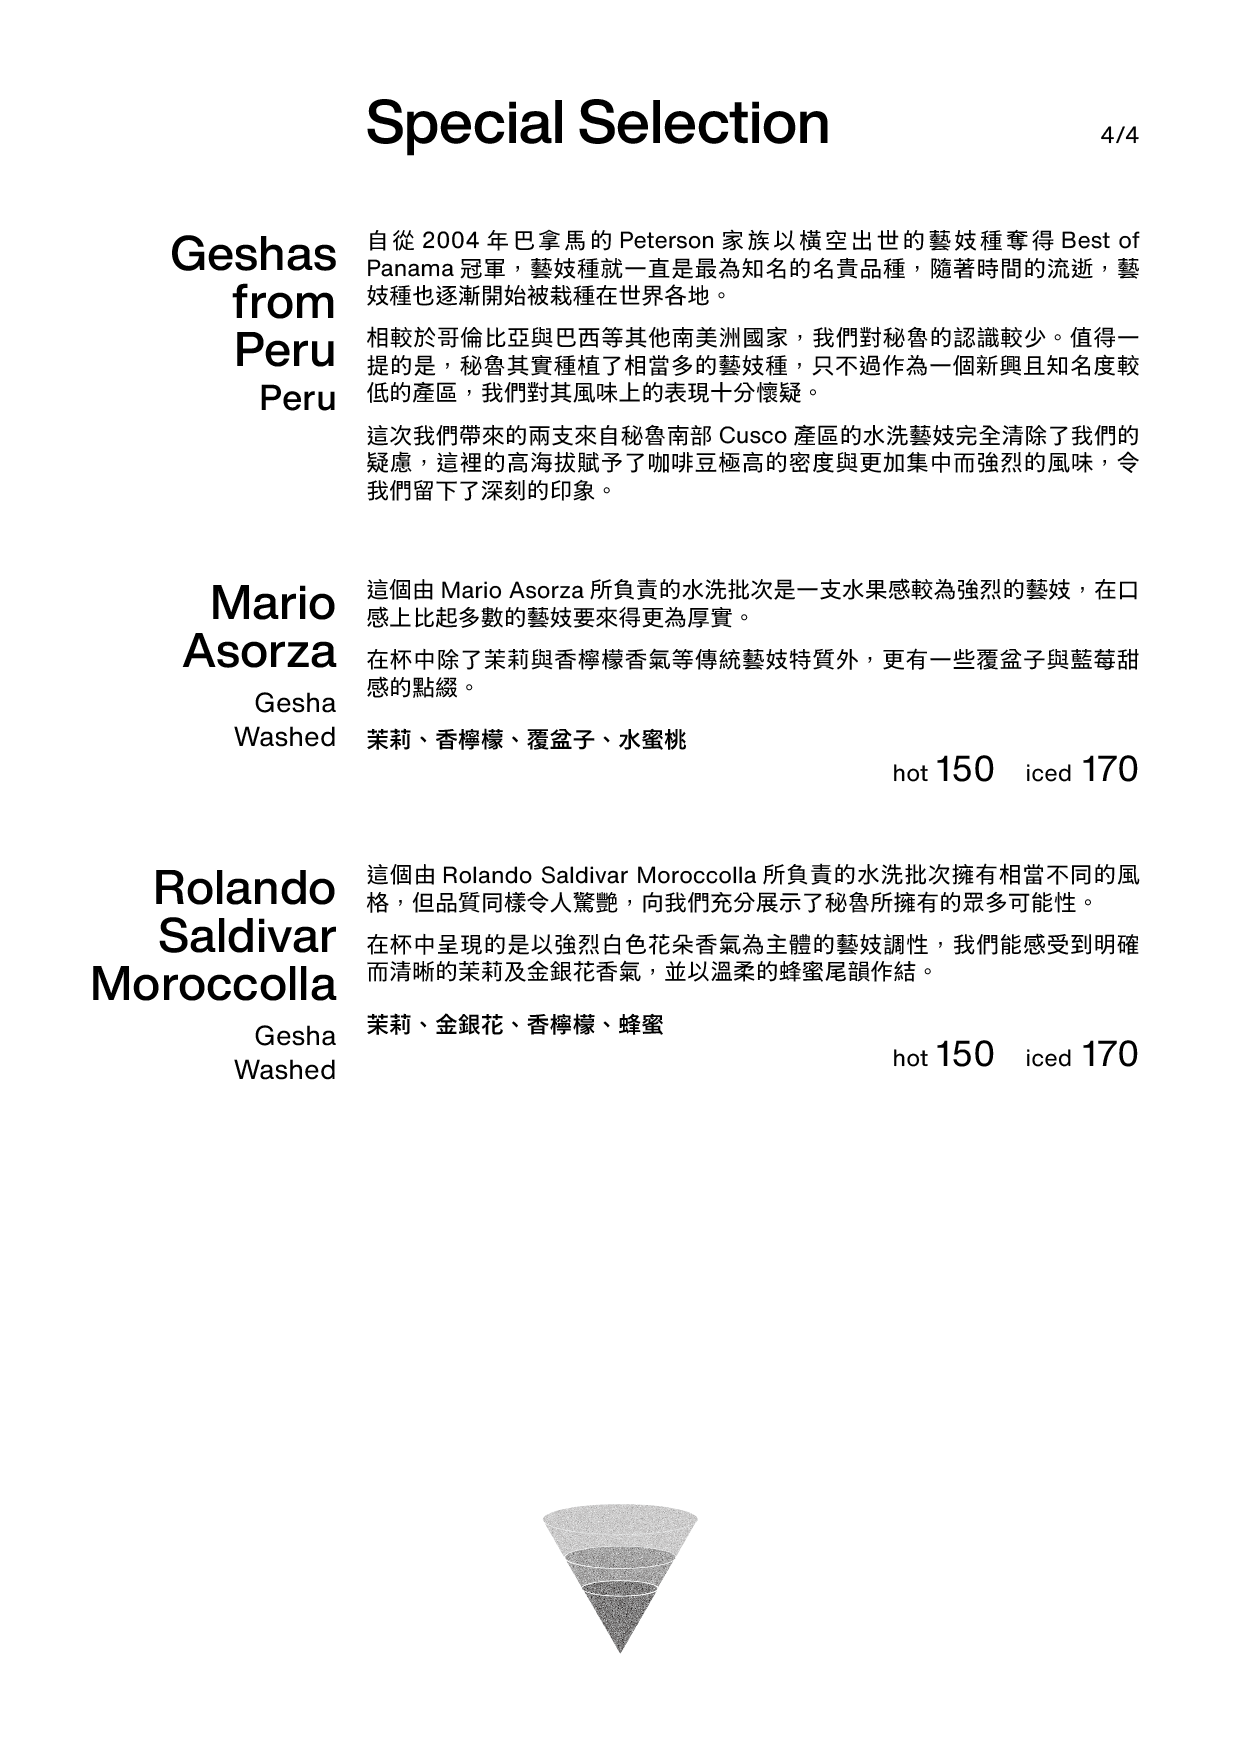 Special Selection
4/4
Geshas
from
Peru
Peru
自從 2004 年巴拿馬的 Peterson 家族以橫空出世的藝妓種奪得 Best of
Panama 冠軍，藝妓種就一直是最為知名的名貴品種，隨著時間的流逝，藝
妓種也逐漸開始被栽種在世界各地。
相較於哥倫比亞與巴西等其他南美洲國家，我們對秘魯的認識較少。值得一
提的是，秘魯其實種植了相當多的藝妓種，只不過作為一個新興且知名度較
低的產區，我們對其風味上的表現十分懷疑。
這次我們帶來的兩支來自秘魯南部 Cusco 產區的水洗藝妓完全清除了我們的
疑慮，這裡的高海拔賦予了咖啡豆極高的密度與更加集中而強烈的風味，令
我們留下了深刻的印象。
Mario
Asorza
Gesha
Washed
這個由 Mario Asorza 所負責的水洗批次是一支水果感較為強烈的藝妓，在口
感上比起多數的藝妓要來得更為厚實。
在杯中除了茉莉與香檸檬香氣等傳統藝妓特質外，更有一些覆盆子與藍莓甜
感的點綴。
茉莉、香檸檬、覆盆子、水蜜桃
hot 150 iced 170
Rolando
Saldivar
Moroccolla
Gesha
Washed
這個由 Rolando Saldivar Moroccolla 所負責的水洗批次擁有相當不同的風
格，但品質同樣令人驚艷，向我們充分展示了秘魯所擁有的眾多可能性。
在杯中呈現的是以強烈白色花朵香氣為主體的藝妓調性，我們能感受到明確
而清晰的茉莉及金銀花香氣，並以溫柔的蜂蜜尾韻作結。
茉莉、金銀花、香檸檬、蜂蜜
hot 150 iced 170